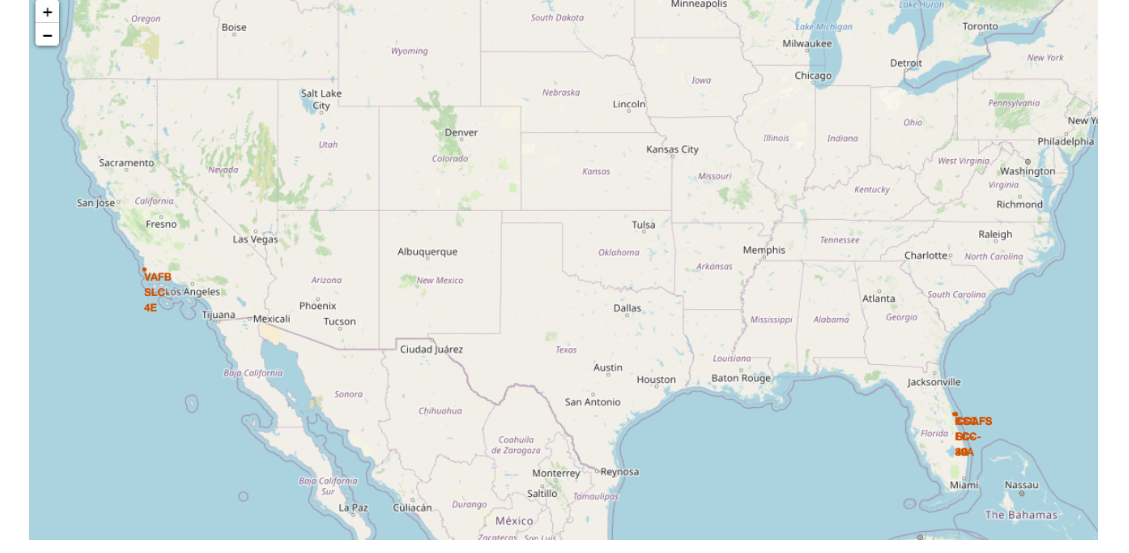 +
−
Minneapolis
Lake Huron
Boise
South Dakota
Lake Michigan
Toronto
Milwaukee
Wyoming
Detroit
New York
Chicago
Salt Lake
City
Nebraska
Iowa
Lincoln
Pennsylvania
New Yo
Denver
Ohio
Utah
Illinois
Indiana
Philadelphia
Kansas City
Colorado
Sacramento
Nevada
Kansas
Missouri
West Virginia
Washington
Virginia
Kentucky
San Jose
California
Richmond
Fresno
Tulsa
Raleigh
Las Vegas
Albuquerque
Oklahoma
Memphis
Tennessee
Charlotte
North Carolina
Arkansas
VAFB
SLC-
4E
Los Angeles
Arizona
New Mexico
Phoenix
Atlanta
South Carolina
Tijuana
Mexicali
Tucson
Dallas
Mississippi
Alabama
Georgia
Ciudad Juárez
Texas
Louisiana
Baja California
Austin
Houston
Baton Rouge
Jacksonville
Sonora
San Antonio
Chihuahua
Florida
Coahuila
de Zaragoza
Monterrey
Reynosa
Baja California
Sur
Saltillo
Tamaulipas
Miami
Nassau
La Paz
Culiacán
Durango
México
The Bahamas
Zacatecas
San Luis